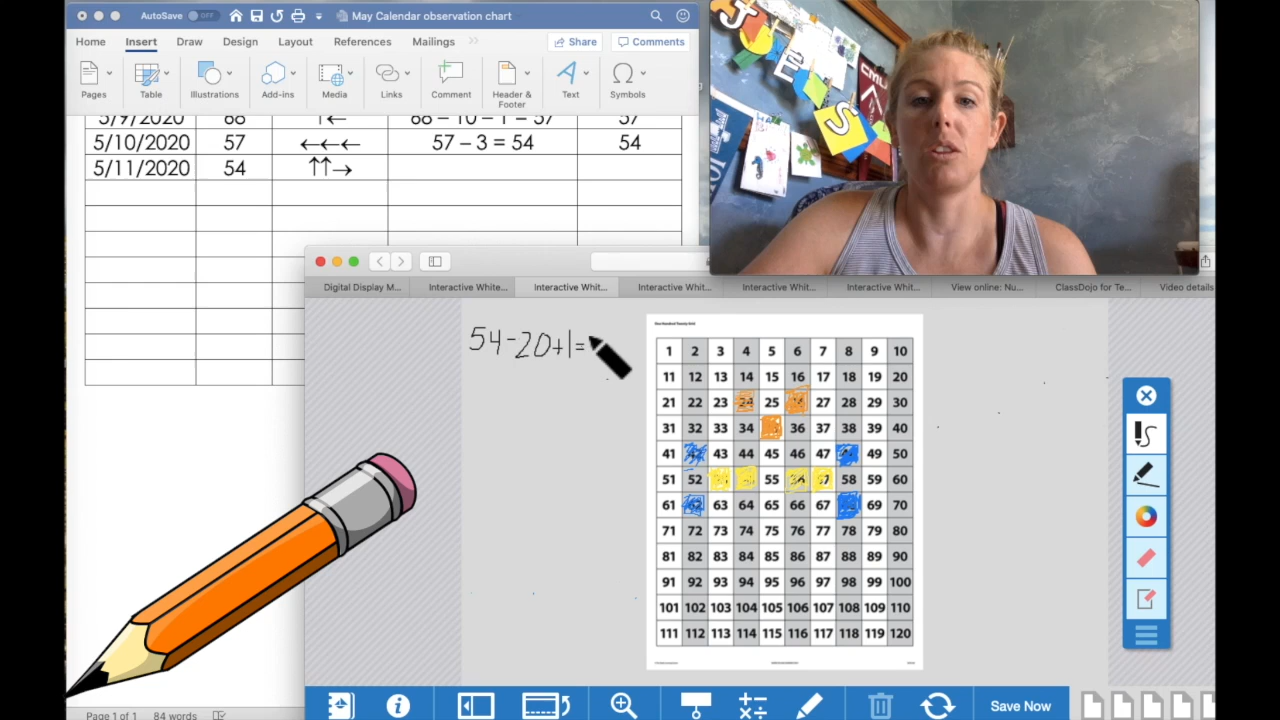 AutoSave OFF May Calendar observation chart
Home Insert Draw Design Layout References Mailings Share Comments
Pages Table Illustrations Add-ins Media Links Comment Header & Footer Text Symbols
5/9/2020 68 ↑← 68 – 10 – 1 = 57 57
5/10/2020 57 ←←← 57 – 3 = 54 54
5/11/2020 54 ↑↑→
J
E
S
CMU
Digital Display M... Interactive White... Interactive Whit... Interactive Whit... Interactive Whit... Interactive Whit... View online: Nu... ClassDojo for Te... Video details
54-20+1=
1 2 3 4 5 6 7 8 9 10
11 12 13 14 15 16 17 18 19 20
21 22 23 24 25 26 27 28 29 30
31 32 33 34 36 37 38 39 40
41 42 43 44 45 46 47 49 50
51 52 55 56 57 58 59 60
61 62 63 64 65 66 67 69 70
71 72 73 74 75 76 77 78 79 80
81 82 83 84 85 86 87 88 89 90
91 92 93 94 95 96 97 98 99 100
101 102 103 104 105 106 107 108 109 110
111 112 113 114 115 116 117 118 119 120
Save Now
Page 1 of 1 84 words